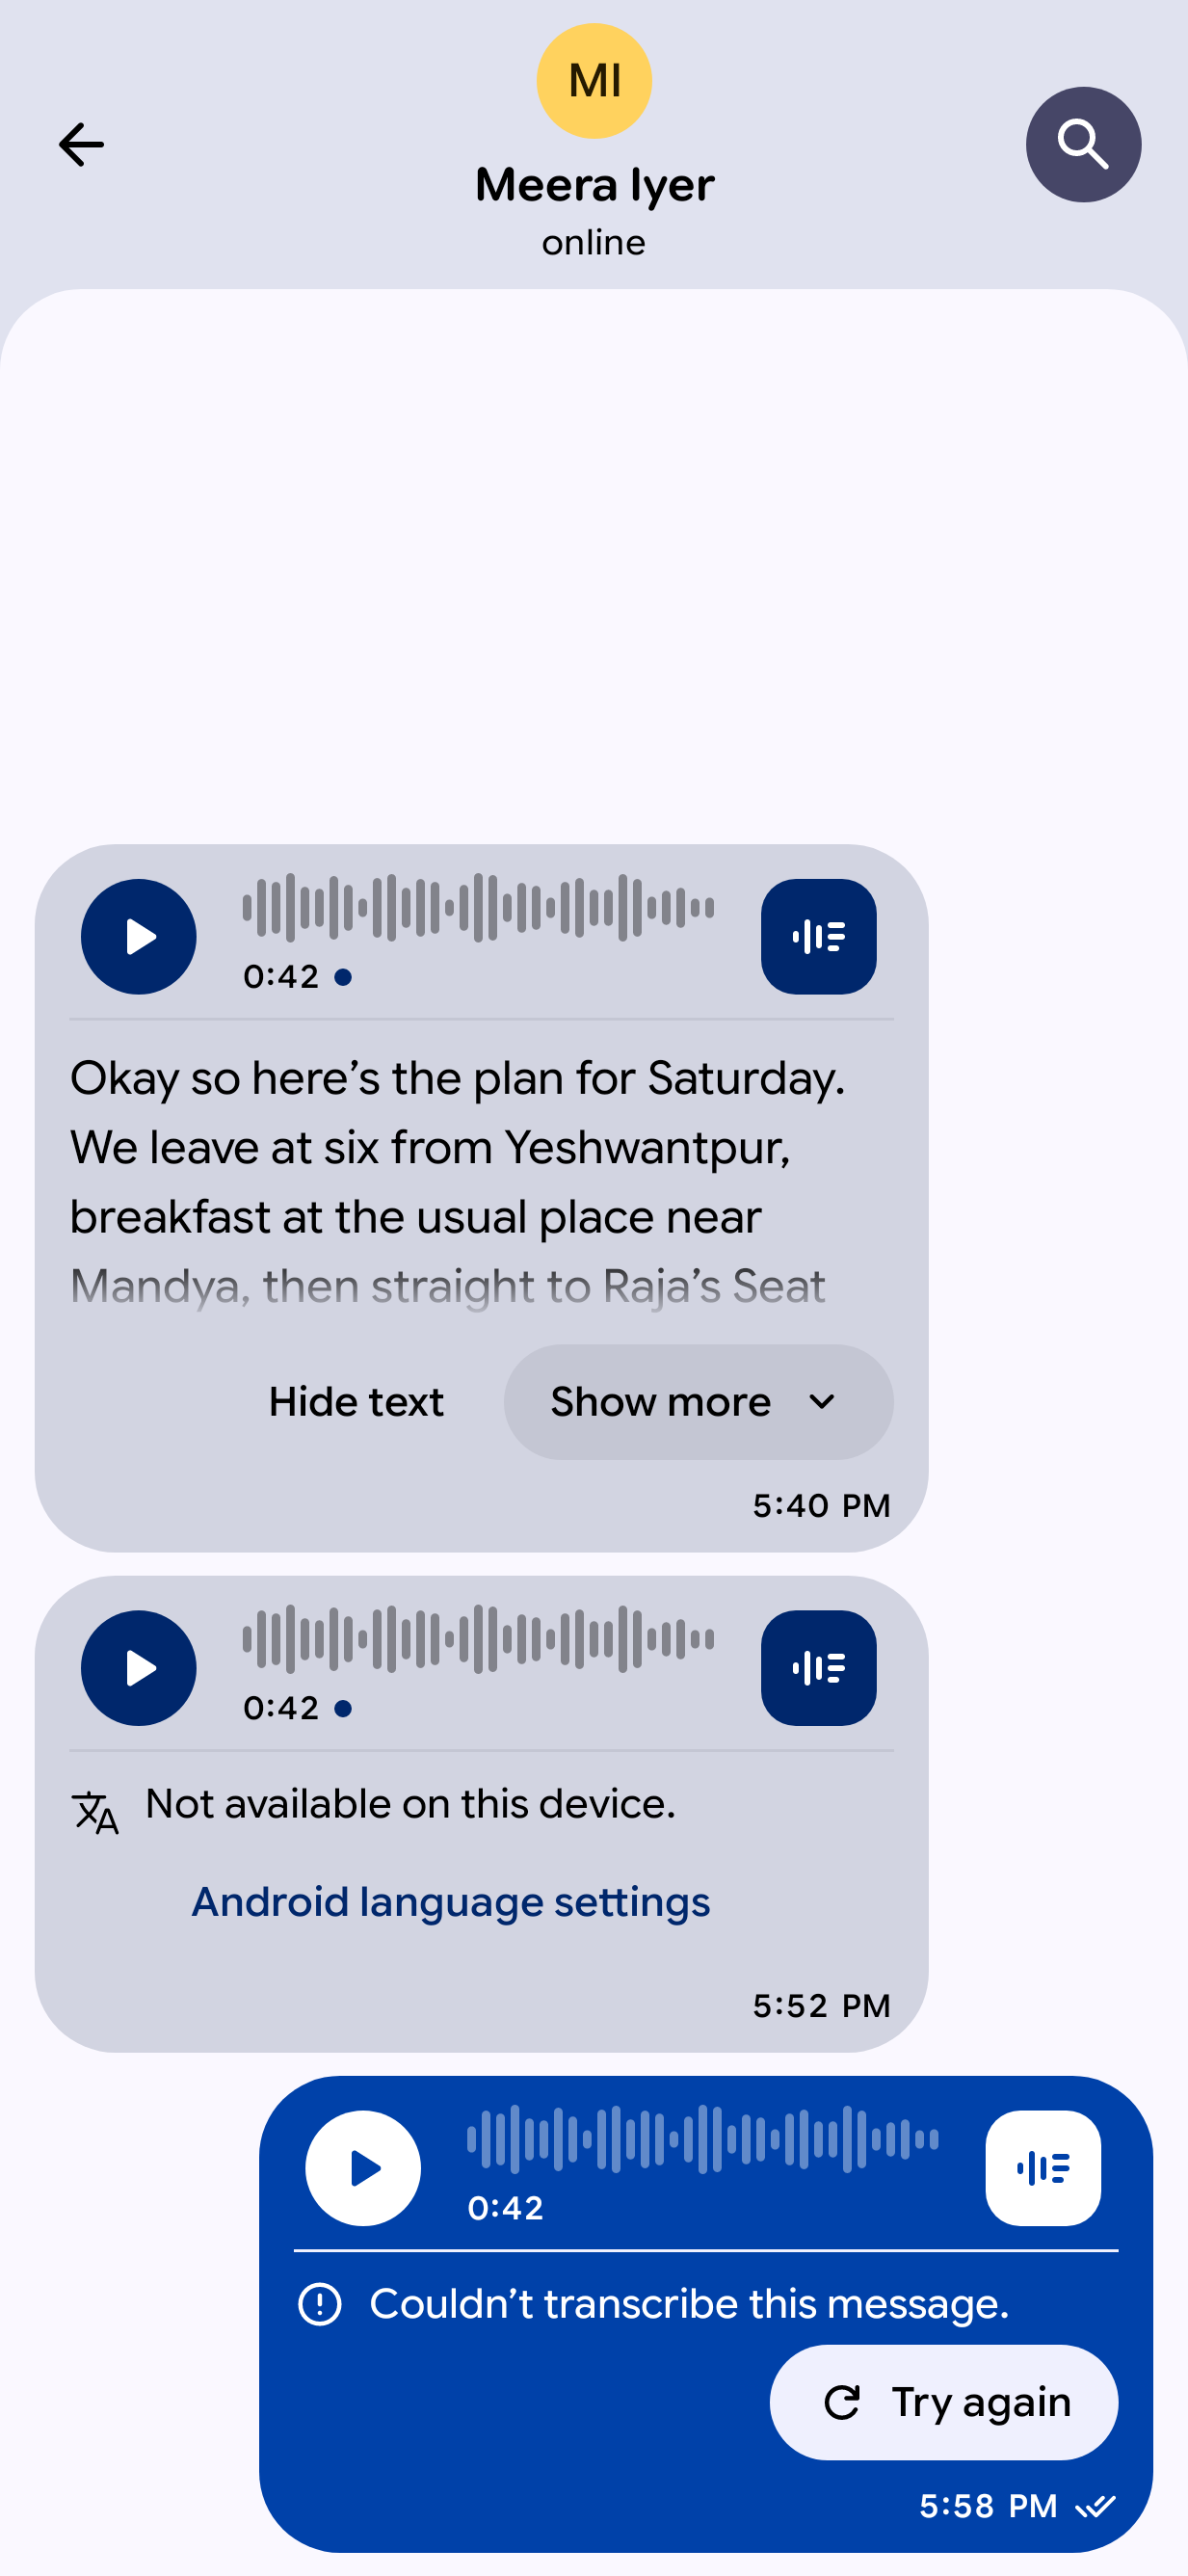 MI
Meera Iyer
online
0:42
Okay so here’s the plan for Saturday.
We leave at six from Yeshwantpur,
breakfast at the usual place near
Mandya, then straight to Raja’s Seat
Hide text
Show more
5:40 PM
0:42
Not available on this device.
Android language settings
5:52 PM
0:42
Couldn’t transcribe this message.
Try again
5:58 PM